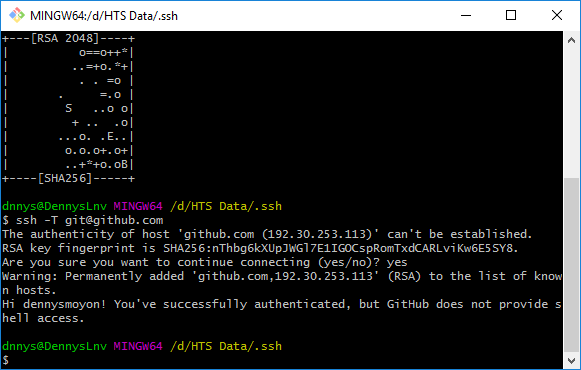 MINGW64:/d/HTS Data/.ssh
+---[RSA 2048]----+
|          o==o++*|
|         ..=+o.*+|
|          . . =o |
|       .     =.o |
|        S   ..o o|
|         + ..  .o|
|       ...o. .E..|
|        o.o.o+.o+|
|        ..+*+o.oB|
+----[SHA256]-----+
dnnys@DennysLnv MINGW64 /d/HTS Data/.ssh
$ ssh -T git@github.com
The authenticity of host 'github.com (192.30.253.113)' can't be established.
RSA key fingerprint is SHA256:nThbg6kXUpJWGl7E1IGOCspRomTxdCARLviKw6E5SY8.
Are you sure you want to continue connecting (yes/no)? yes
Warning: Permanently added 'github.com,192.30.253.113' (RSA) to the list of know
n hosts.
Hi dennysmoyon! You've successfully authenticated, but GitHub does not provide s
hell access.
dnnys@DennysLnv MINGW64 /d/HTS Data/.ssh
$